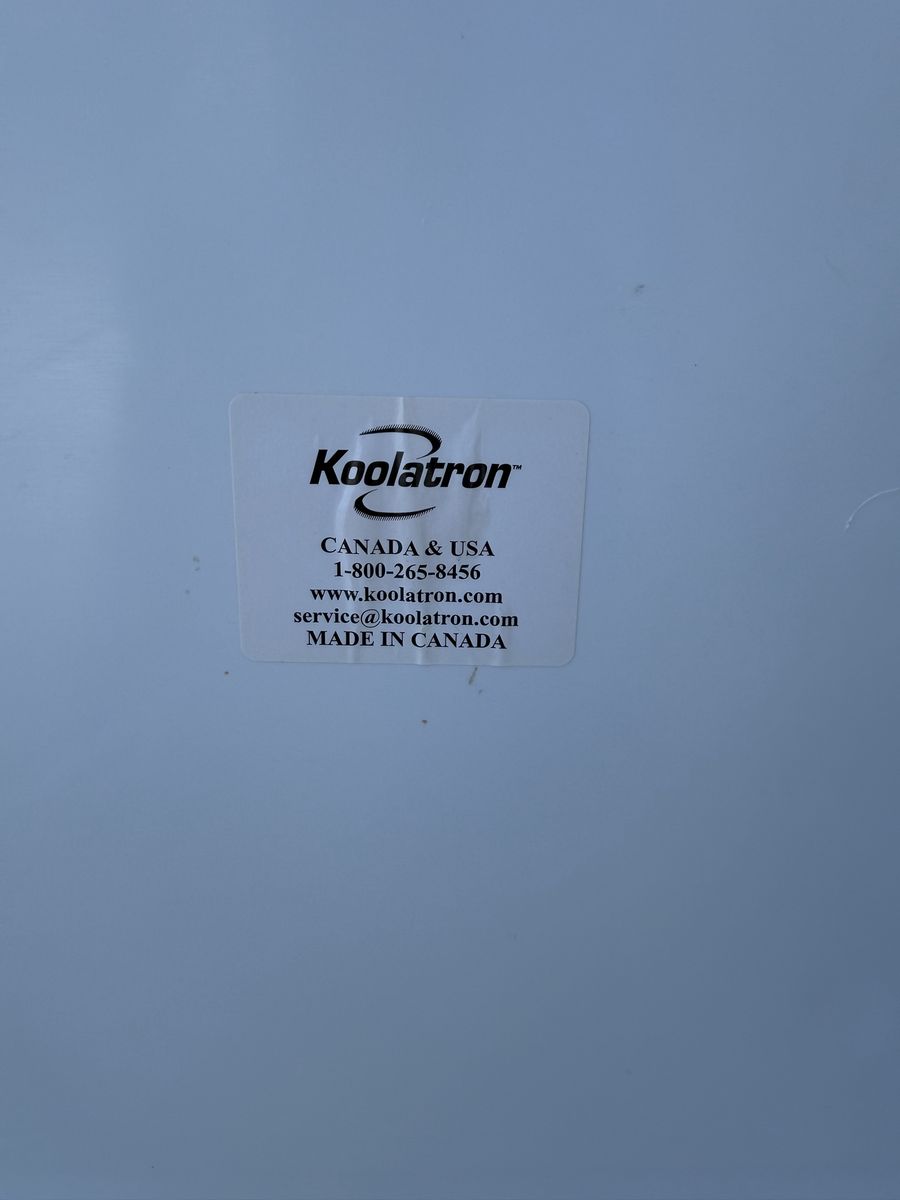 Koolatron™
CANADA & USA
1-800-265-8456
www.koolatron.com
service@koolatron.com
MADE IN CANADA